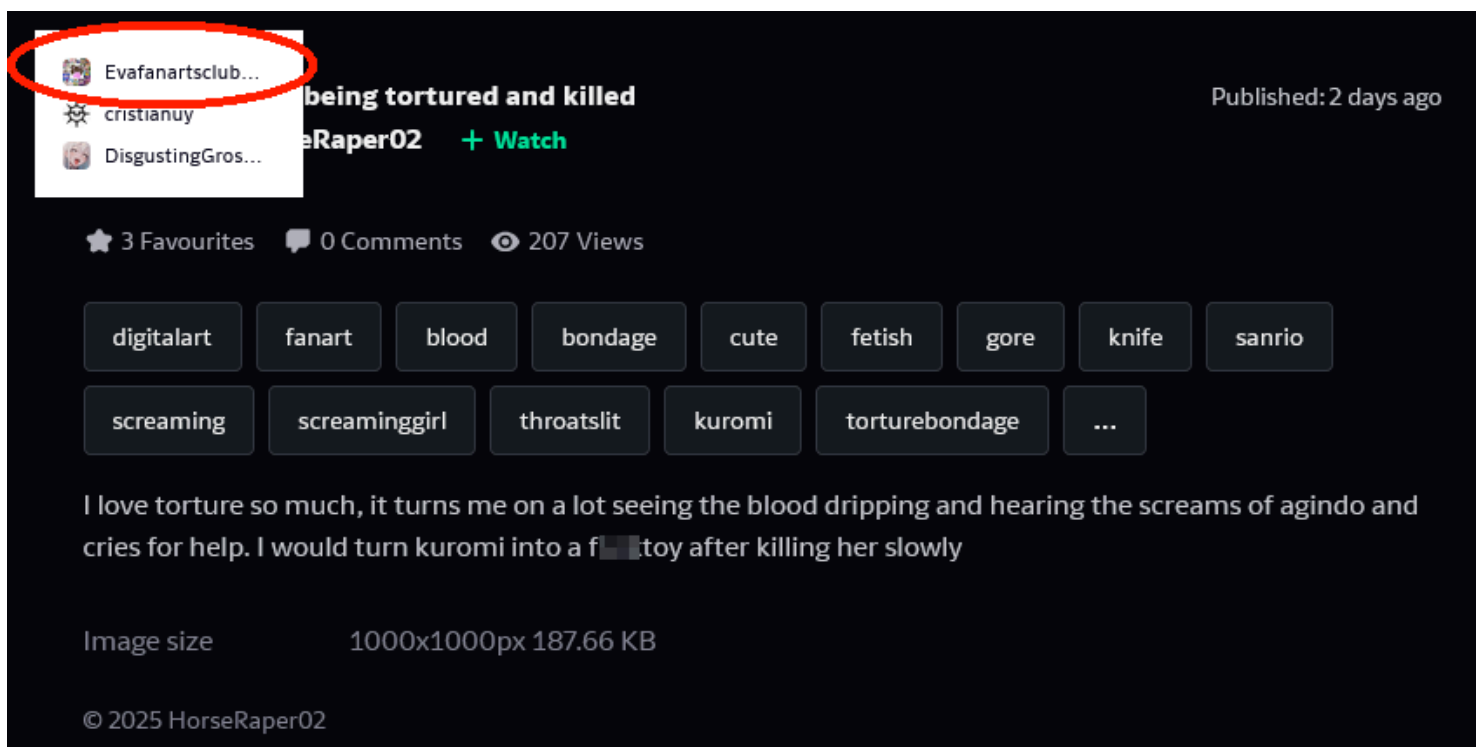 Evafanartsclub...
cristianuy
DisgustingGros...
being tortured and killed
eRaper02 + Watch
Published: 2 days ago
3 Favourites 0 Comments 207 Views
digitalart fanart blood bondage cute fetish gore knife sanrio
screaming screaminggirl throatslit kuromi torturebondage ...
I love torture so much, it turns me on a lot seeing the blood dripping and hearing the screams of agindo and
cries for help. I would turn kuromi into a f toy after killing her slowly
Image size 1000x1000px 187.66 KB
© 2025 HorseRaper02